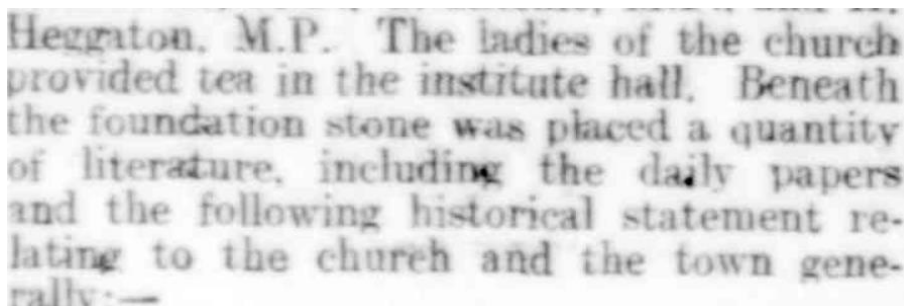 Heggaton, M.P. The ladies of the church
provided tea in the institute hall. Beneath
the foundation stone was placed a quantity
of literature, including the daily papers
and the following historical statement re-
lating to the church and the town gene-
rally:—